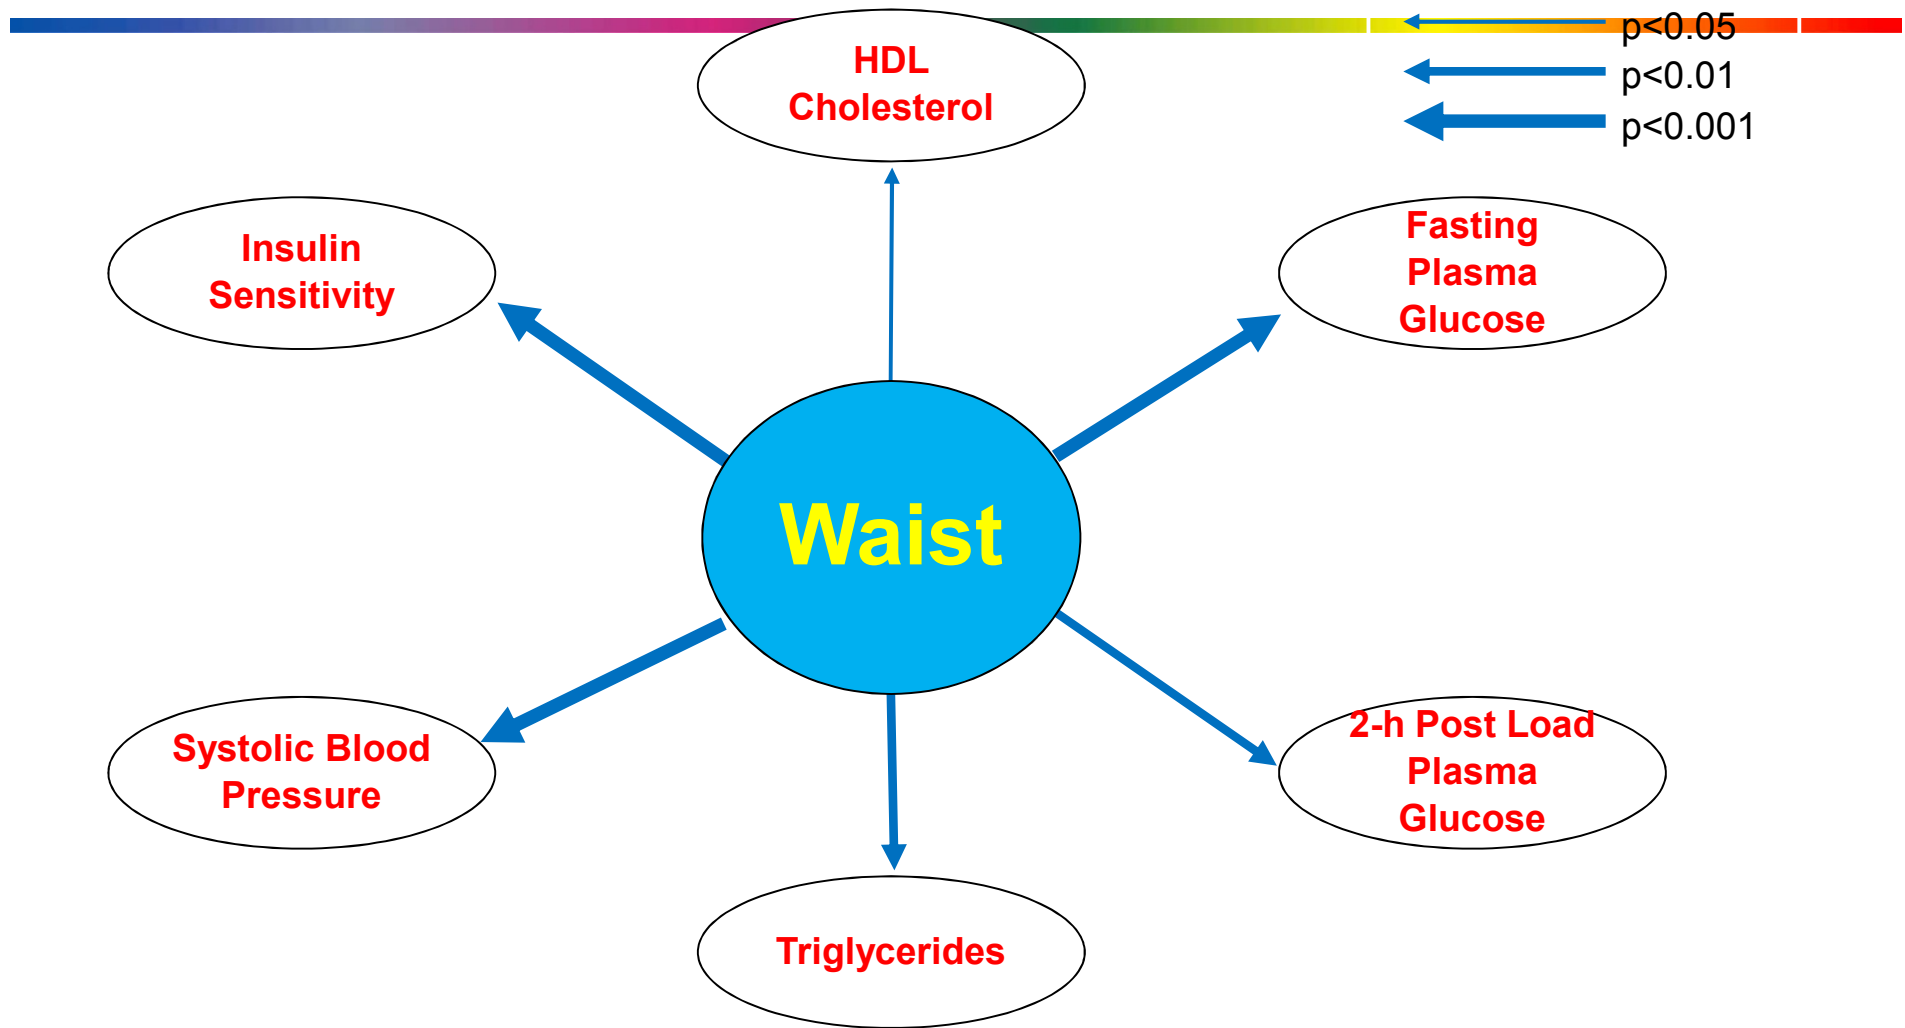 HDL
Cholesterol
p<0.05
p<0.01
p<0.001
Insulin
Sensitivity
Fasting
Plasma
Glucose
Waist
Systolic Blood
Pressure
2-h Post Load
Plasma
Glucose
Triglycerides